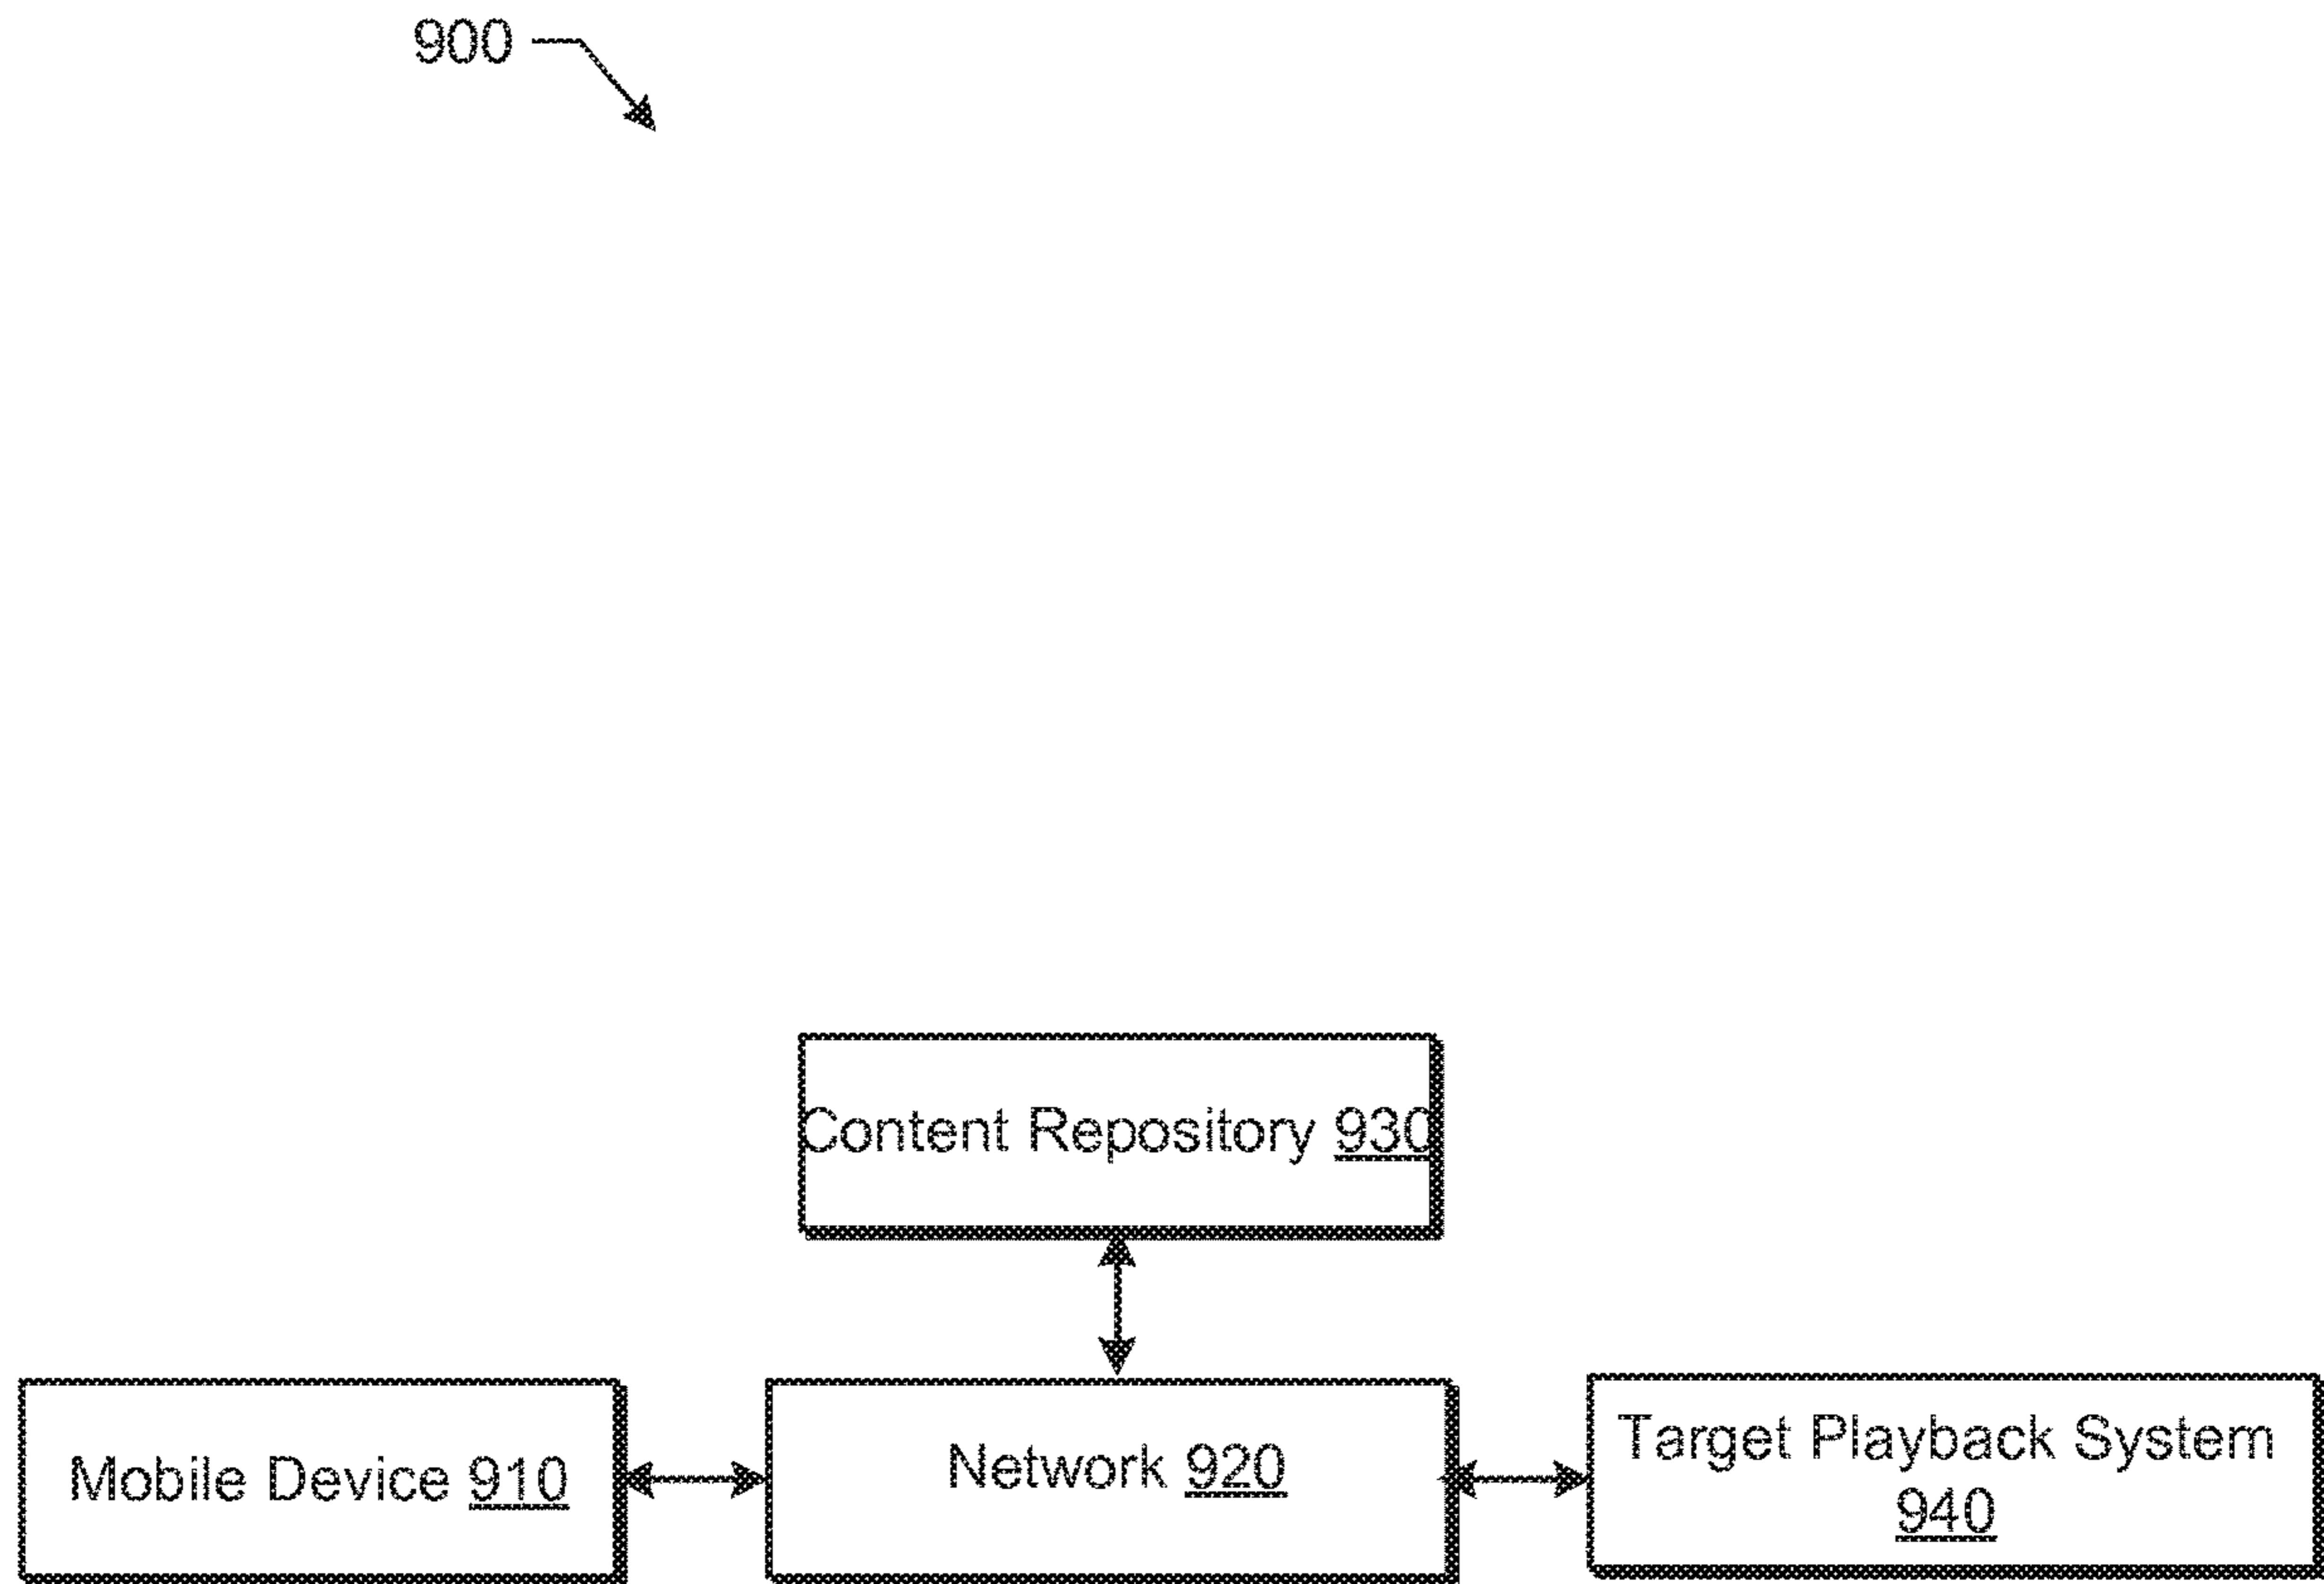 900
Content Repository 930
Mobile Device 910
Network 920
Target Playback System
940